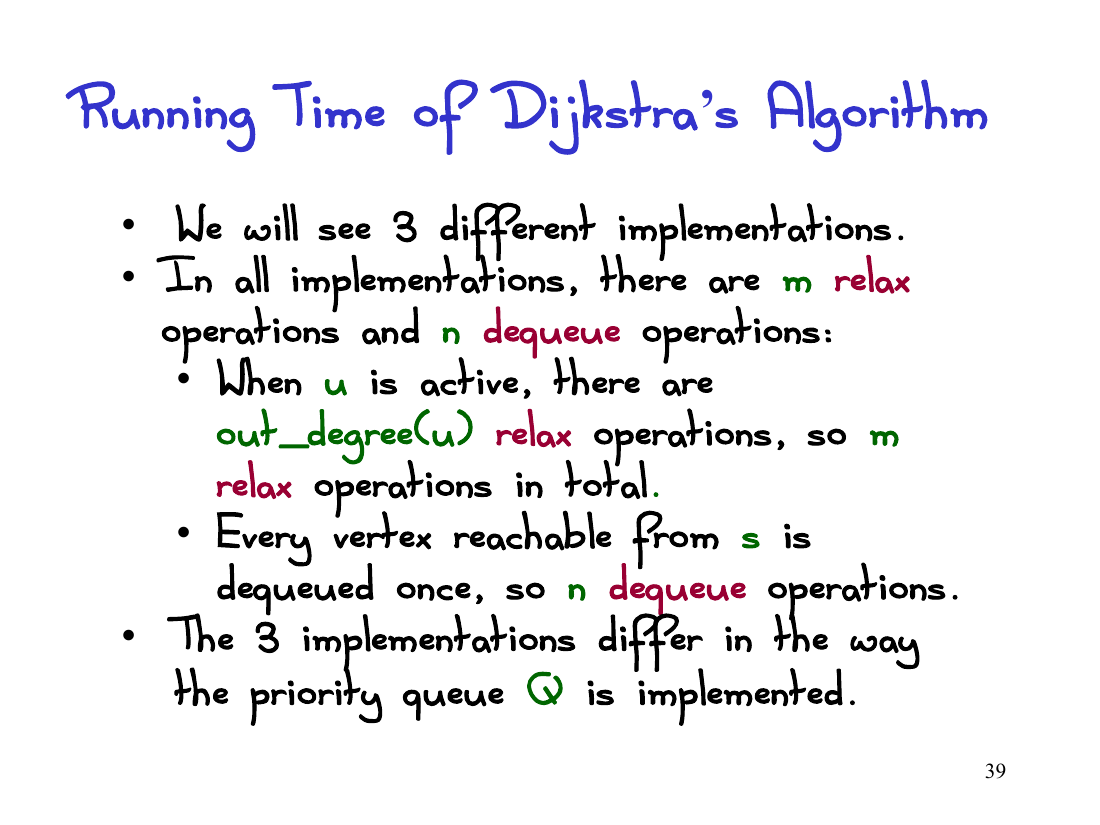 Running Time of Dijkstra's Algorithm
• We will see 3 different implementations.
• In all implementations, there are m relax
operations and n dequeue operations:
• When u is active, there are
out_degree(u) relax operations, so m
relax operations in total.
• Every vertex reachable from s is
dequeued once, so n dequeue operations.
• The 3 implementations differ in the way
the priority queue Q is implemented.
39